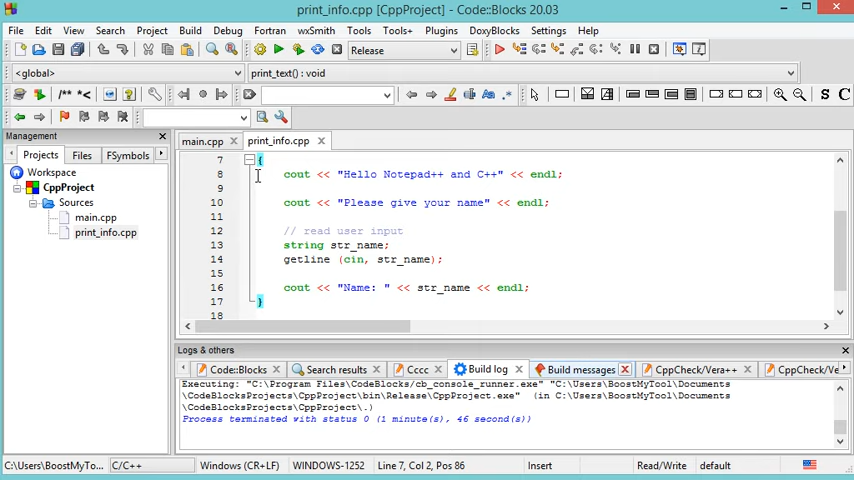 print_info.cpp [CppProject] - Code::Blocks 20.03
File Edit View Search Project Build Debug Fortran wxSmith Tools Tools+ Plugins DoxyBlocks Settings Help
Release
<global> print_text() : void
/** *< Aa .* S C
Management
Projects Files FSymbols
Workspace
CppProject
Sources
main.cpp
print_info.cpp
main.cpp print_info.cpp
7 {
8 cout << "Hello Notepad++ and C++" << endl;
9
10 cout << "Please give your name" << endl;
11
12 // read user input
13 string str_name;
14 getline (cin, str_name);
15
16 cout << "Name: " << str_name << endl;
17 }
18
Logs & others
Code::Blocks Search results Cccc Build log Build messages CppCheck/Vera++ CppCheck/Ve
Executing: "C:\Program Files\CodeBlocks/cb_console_runner.exe" "C:\Users\BoostMyTool\Documents
\CodeBlocksProjects\CppProject\bin\Release\CppProject.exe" (in C:\Users\BoostMyTool\Documents
\CodeBlocksProjects\CppProject\.)
Process terminated with status 0 (1 minute(s), 46 second(s))
C:\Users\BoostMyTo... C/C++ Windows (CR+LF) WINDOWS-1252 Line 7, Col 2, Pos 86 Insert Read/Write default